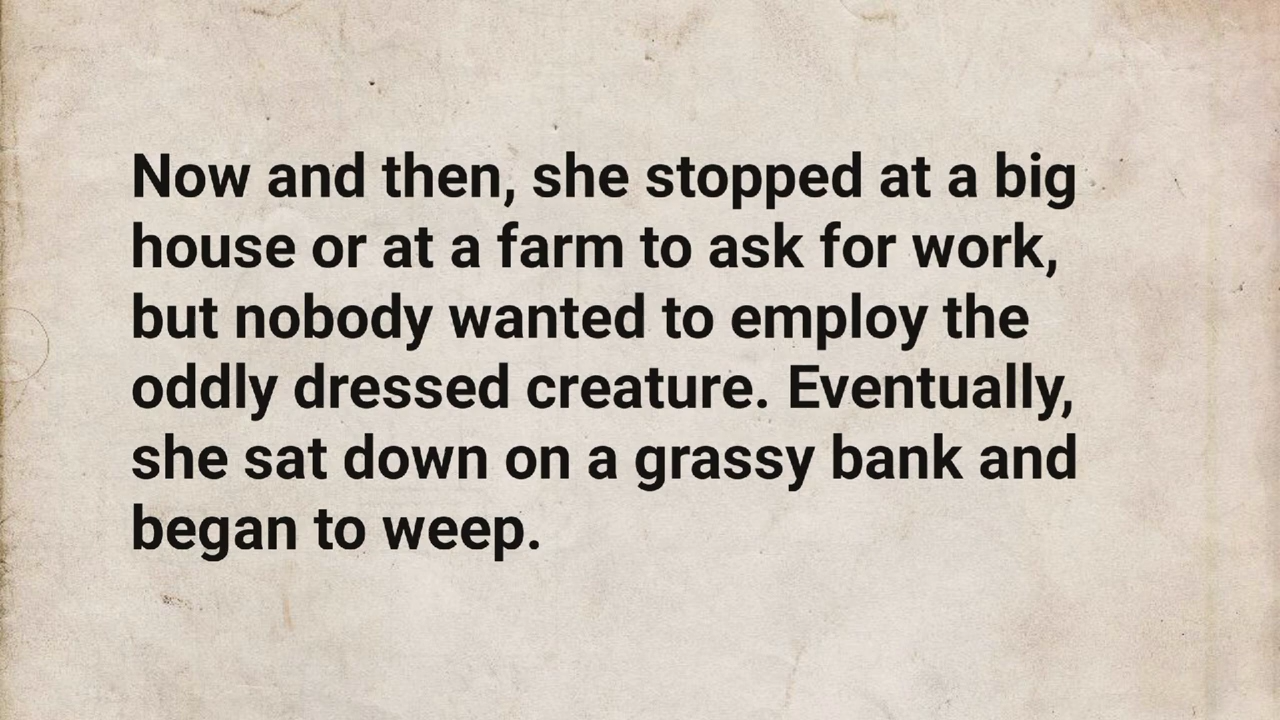 Now and then, she stopped at a big
house or at a farm to ask for work,
but nobody wanted to employ the
oddly dressed creature. Eventually,
she sat down on a grassy bank and
began to weep.